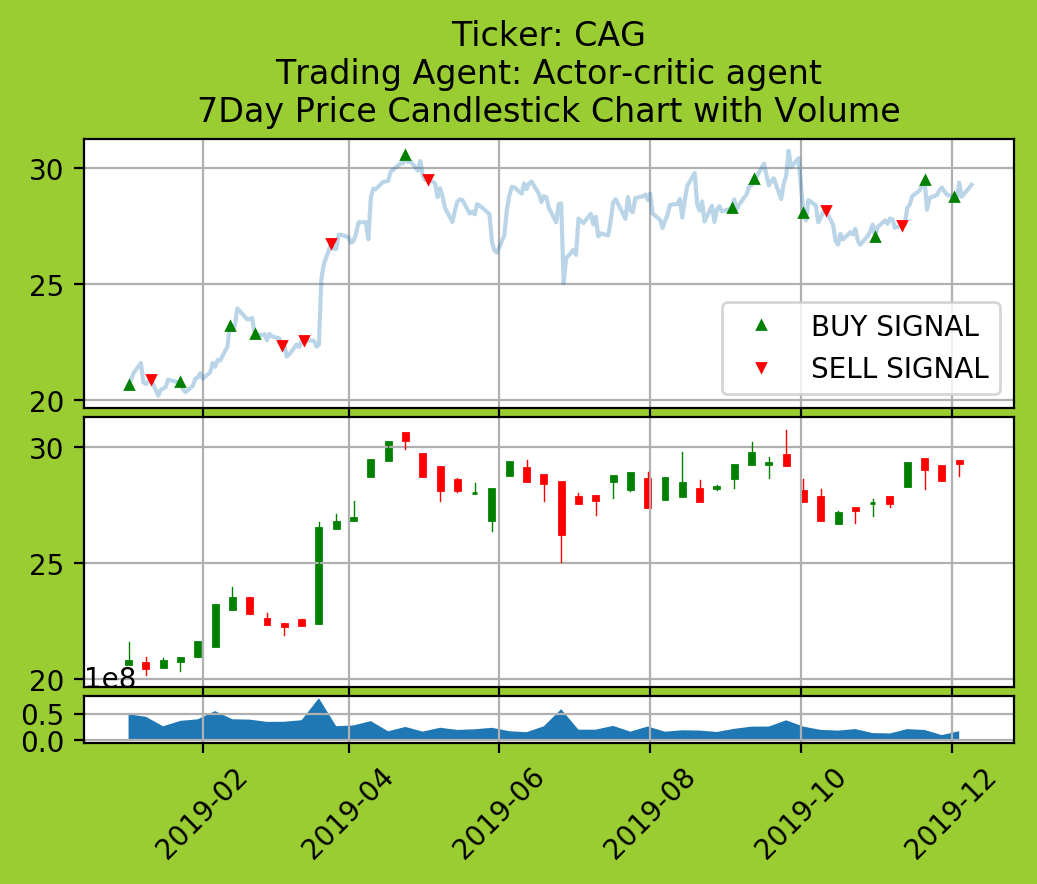 Ticker: CAG
Trading Agent: Actor-critic agent
7Day Price Candlestick Chart with Volume
30
25
20
BUY SIGNAL
SELL SIGNAL
30
25
20
1e8
0.5
0.0
2019-02
2019-04
2019-06
2019-08
2019-10
2019-12